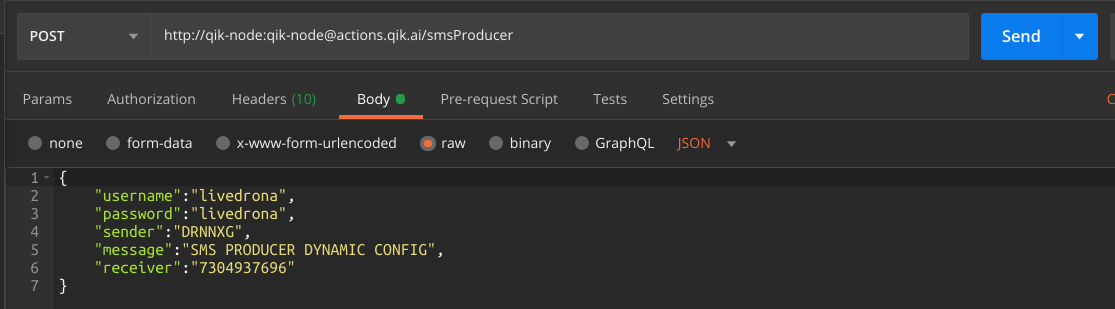 POST http://qik-node:qik-node@actions.qik.ai/smsProducer Send
Params Authorization Headers (10) Body Pre-request Script Tests Settings
none form-data x-www-form-urlencoded raw binary GraphQL JSON
1 {
2 "username":"livedrona",
3 "password":"livedrona",
4 "sender":"DRNNXG",
5 "message":"SMS PRODUCER DYNAMIC CONFIG",
6 "receiver":"7304937696"
7 }